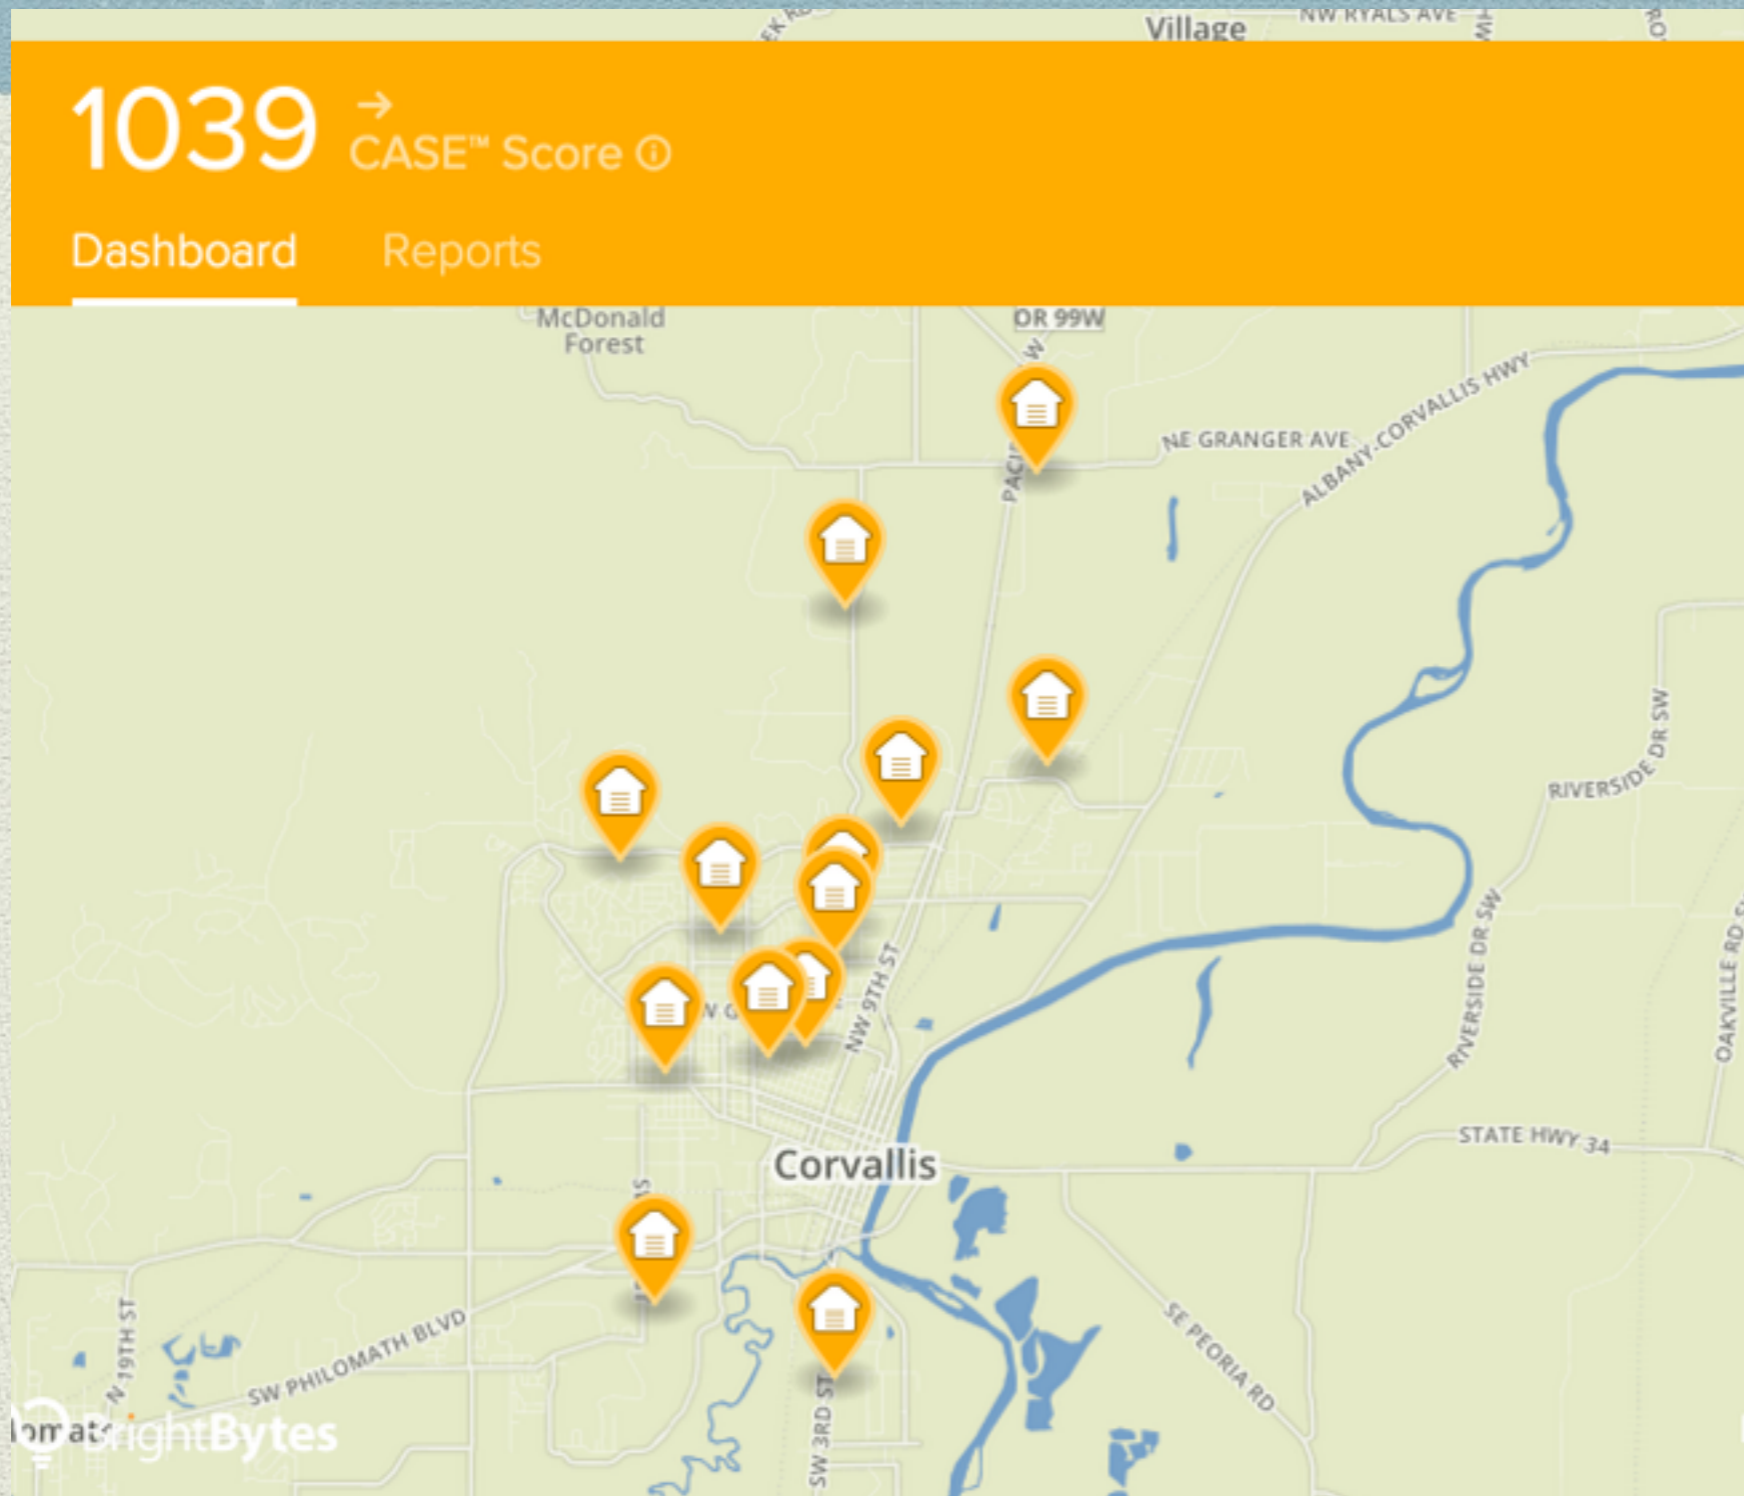 Village
NW RYALS AVE
1039
→
CASE™ Score
Dashboard
Reports
McDonald
Forest
OR 99W
NE GRANGER AVE
ALBANY-CORVALLIS HWY
RIVERSIDE DR SW
RIVERSIDE DR SW
NW 9TH ST
STATE HWY 34
Corvallis
SE PEORIA RD
N 19TH ST
SW PHILOMATH BLVD
SW 3RD ST
BrightBytes